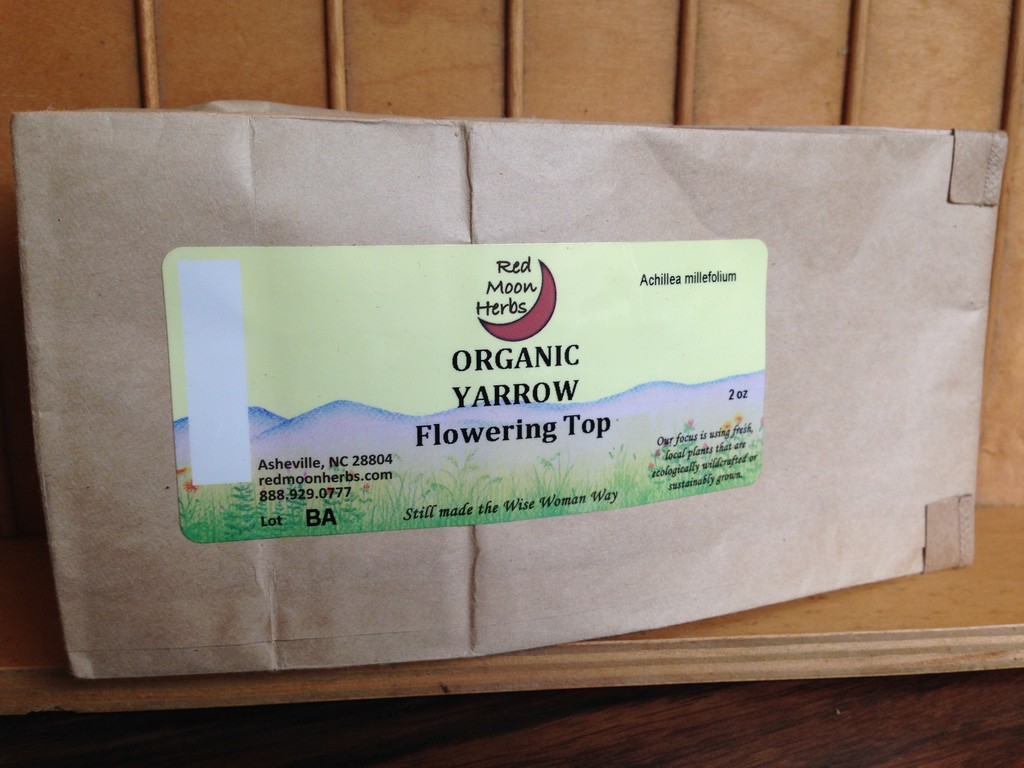 Red
Moon
Herbs
Achillea millefolium
ORGANIC
YARROW
Flowering Top
2 oz
Our focus is using fresh,
local plants that are
ecologically wildcrafted or
sustainably grown.
Asheville, NC 28804
redmoonherbs.com
888.929.0777
Lot BA
Still made the Wise Woman Way